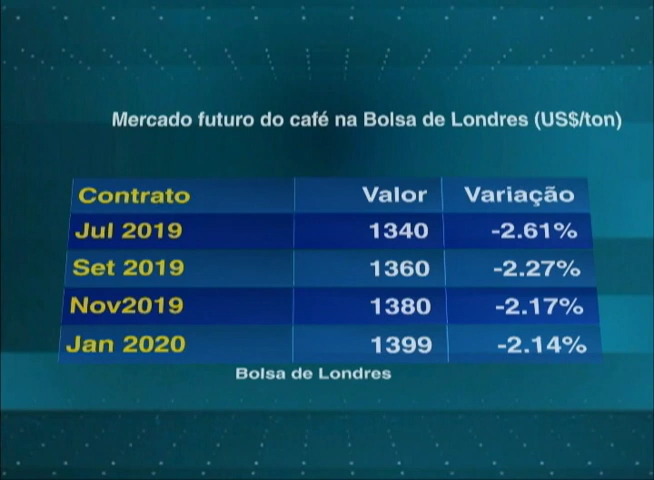 Mercado futuro do café na Bolsa de Londres (US$/ton)
Contrato Valor Variação
Jul 2019 1340 -2.61%
Set 2019 1360 -2.27%
Nov2019 1380 -2.17%
Jan 2020 1399 -2.14%
Bolsa de Londres